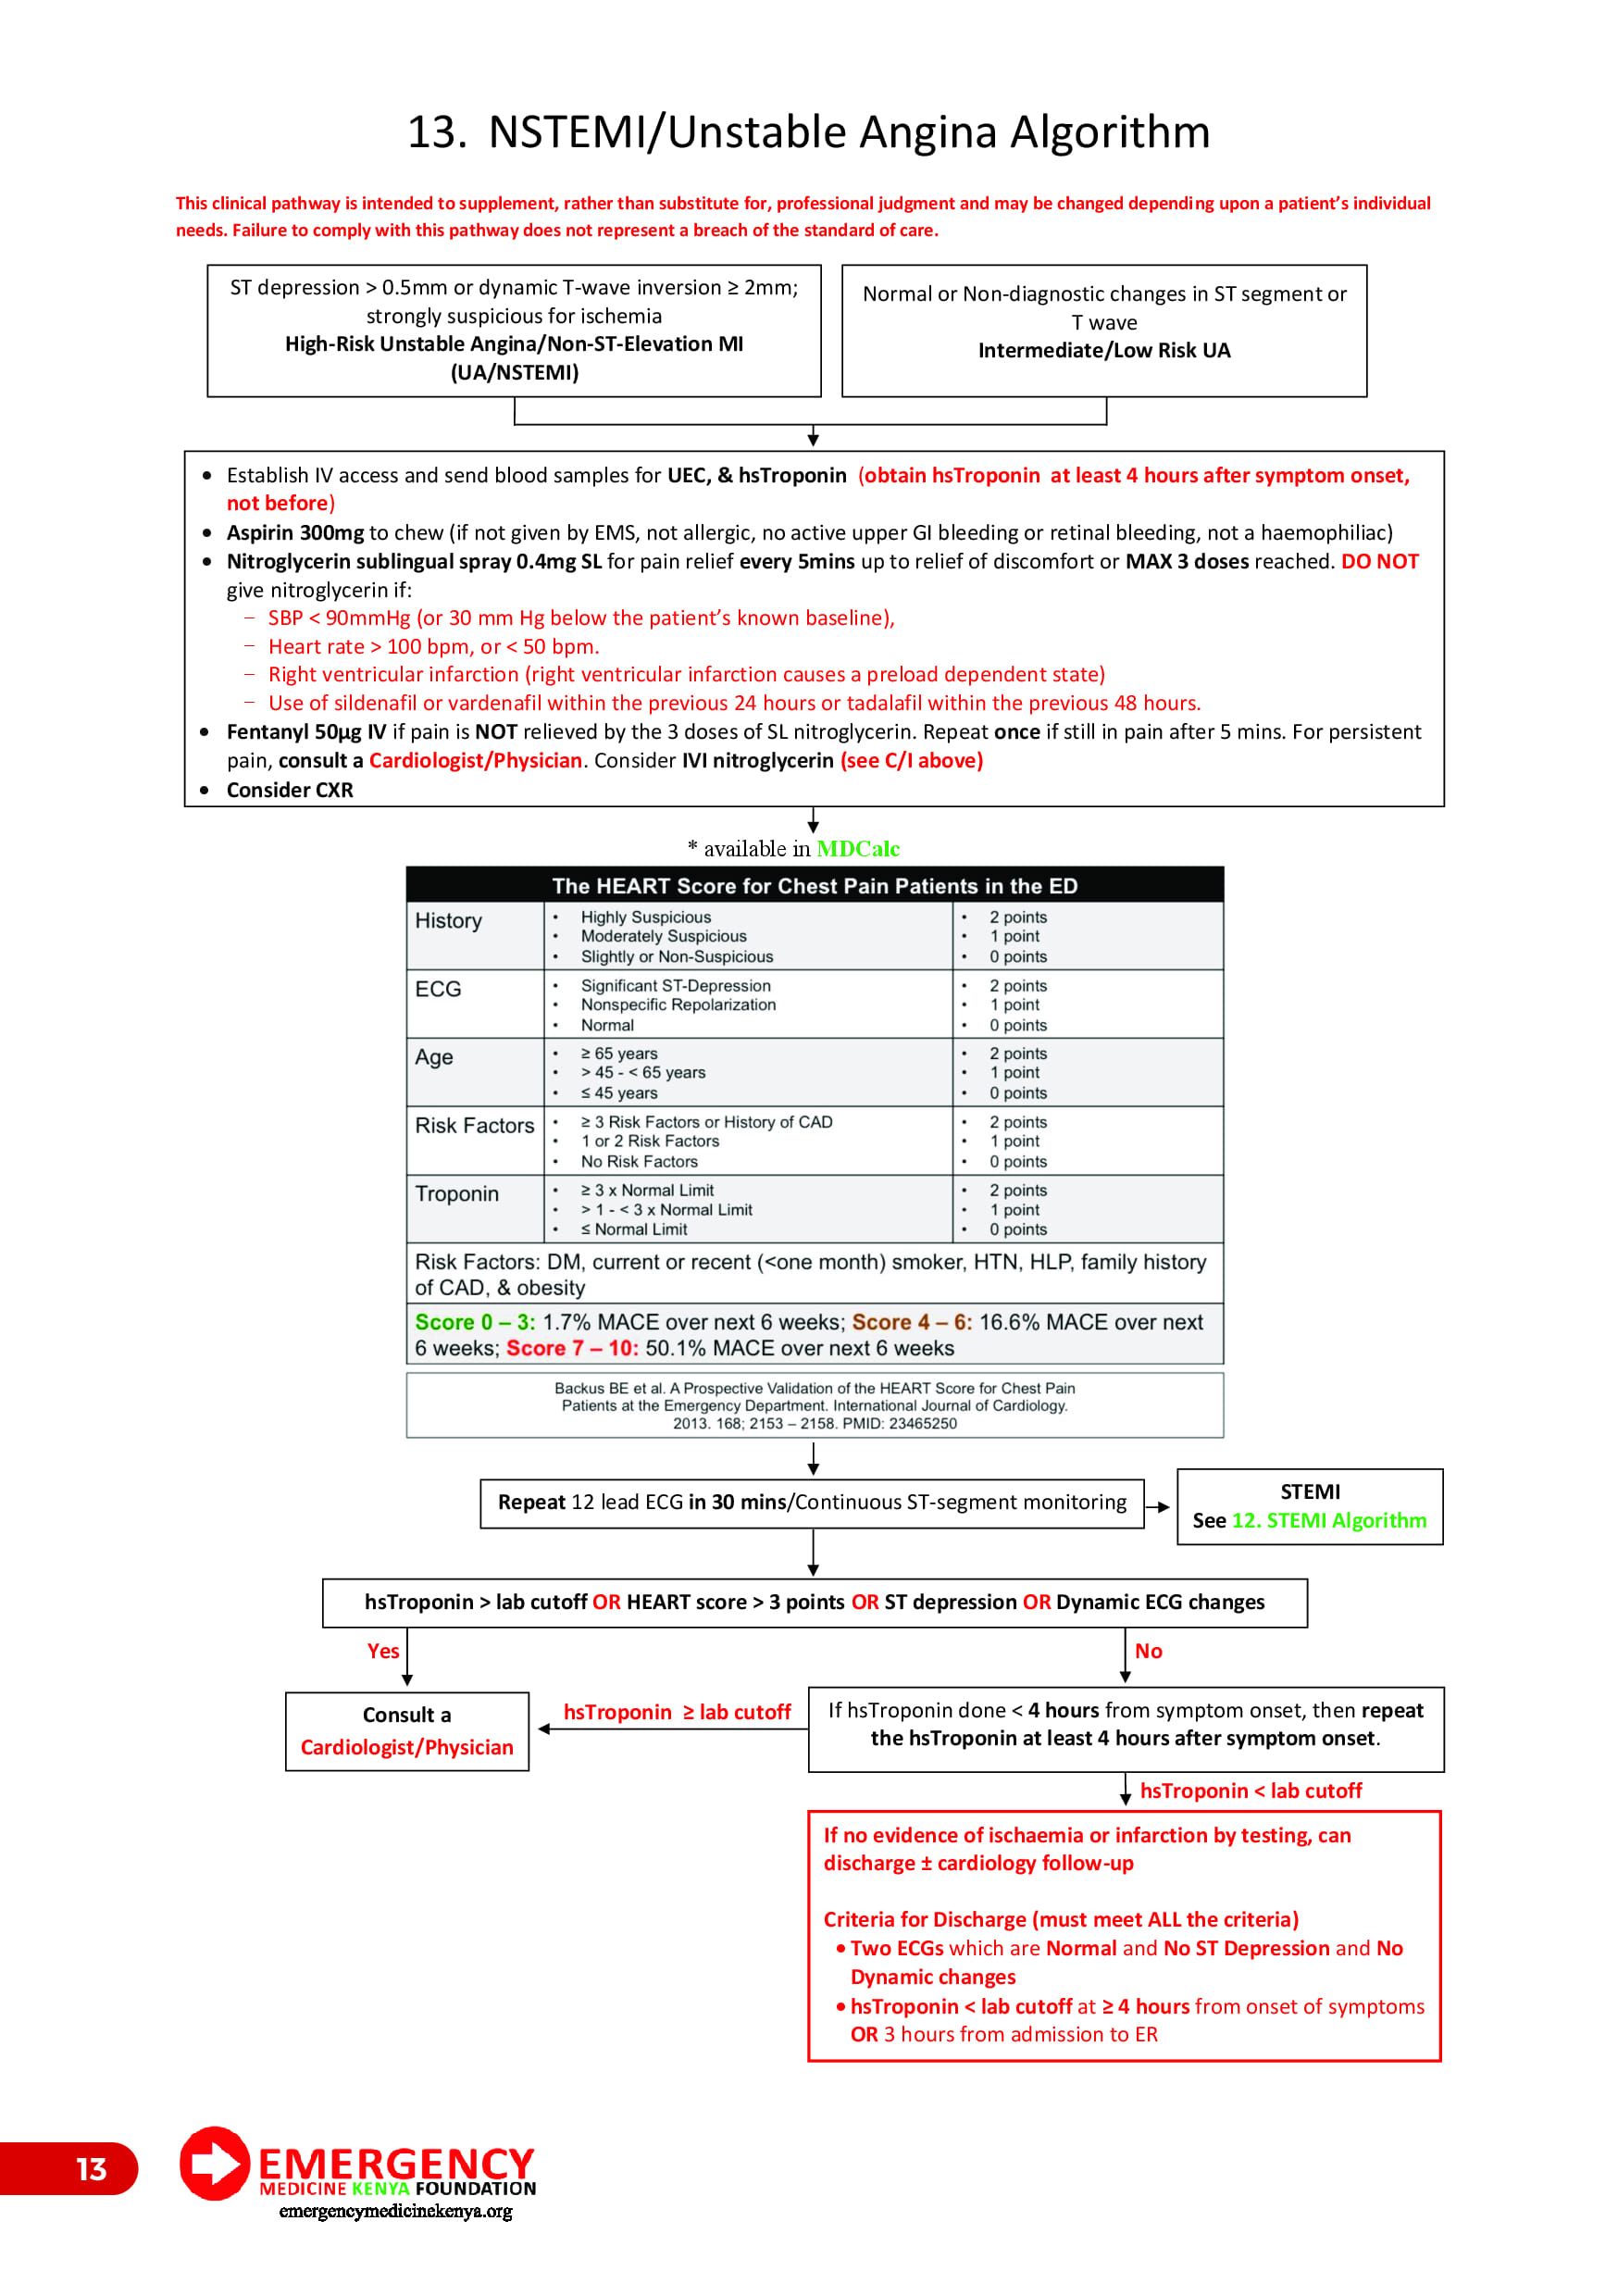 13. NSTEMI/Unstable Angina Algorithm
This clinical pathway is intended to supplement, rather than substitute for, professional judgment and may be changed depending upon a patient's individual
needs. Failure to comply with this pathway does not represent a breach of the standard of care.
ST depression > 0.5mm or dynamic T-wave inversion ≥ 2mm;
strongly suspicious for ischemia
High-Risk Unstable Angina/Non-ST-Elevation MI
(UA/NSTEMI)
Normal or Non-diagnostic changes in ST segment or
T wave
Intermediate/Low Risk UA
• Establish IV access and send blood samples for UEC, & hsTroponin (obtain hsTroponin at least 4 hours after symptom onset,
not before)
• Aspirin 300mg to chew (if not given by EMS, not allergic, no active upper GI bleeding or retinal bleeding, not a haemophiliac)
• Nitroglycerin sublingual spray 0.4mg SL for pain relief every 5mins up to relief of discomfort or MAX 3 doses reached. DO NOT
give nitroglycerin if:
− SBP < 90mmHg (or 30 mm Hg below the patient's known baseline),
− Heart rate > 100 bpm, or < 50 bpm.
− Right ventricular infarction (right ventricular infarction causes a preload dependent state)
− Use of sildenafil or vardenafil within the previous 24 hours or tadalafil within the previous 48 hours.
• Fentanyl 50µg IV if pain is NOT relieved by the 3 doses of SL nitroglycerin. Repeat once if still in pain after 5 mins. For persistent
pain, consult a Cardiologist/Physician. Consider IVI nitroglycerin (see C/I above)
• Consider CXR
* available in MDCalc
The HEART Score for Chest Pain Patients in the ED
History • Highly Suspicious • 2 points
• Moderately Suspicious • 1 point
• Slightly or Non-Suspicious • 0 points
ECG • Significant ST-Depression • 2 points
• Nonspecific Repolarization • 1 point
• Normal • 0 points
Age • ≥ 65 years • 2 points
• > 45 - < 65 years • 1 point
• ≤ 45 years • 0 points
Risk Factors • ≥ 3 Risk Factors or History of CAD • 2 points
• 1 or 2 Risk Factors • 1 point
• No Risk Factors • 0 points
Troponin • ≥ 3 x Normal Limit • 2 points
• > 1 - < 3 x Normal Limit • 1 point
• ≤ Normal Limit • 0 points
Risk Factors: DM, current or recent (<one month) smoker, HTN, HLP, family history
of CAD, & obesity
Score 0 – 3: 1.7% MACE over next 6 weeks; Score 4 – 6: 16.6% MACE over next
6 weeks; Score 7 – 10: 50.1% MACE over next 6 weeks
Backus BE et al. A Prospective Validation of the HEART Score for Chest Pain
Patients at the Emergency Department. International Journal of Cardiology.
2013. 168; 2153 – 2158. PMID: 23465250
Repeat 12 lead ECG in 30 mins/Continuous ST-segment monitoring
STEMI
See 12. STEMI Algorithm
hsTroponin > lab cutoff OR HEART score > 3 points OR ST depression OR Dynamic ECG changes
Yes
No
Consult a
Cardiologist/Physician
hsTroponin ≥ lab cutoff
If hsTroponin done < 4 hours from symptom onset, then repeat
the hsTroponin at least 4 hours after symptom onset.
hsTroponin < lab cutoff
If no evidence of ischaemia or infarction by testing, can
discharge ± cardiology follow-up
Criteria for Discharge (must meet ALL the criteria)
• Two ECGs which are Normal and No ST Depression and No
Dynamic changes
• hsTroponin < lab cutoff at ≥ 4 hours from onset of symptoms
OR 3 hours from admission to ER
13
EMERGENCY
MEDICINE KENYA FOUNDATION
emergencymedicinekenya.org